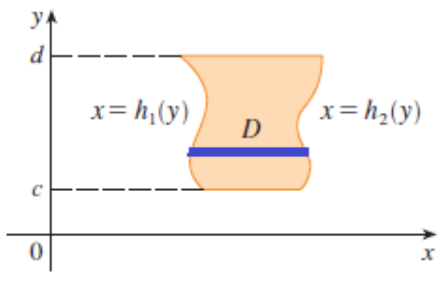 y
d
x = h₁(y)
D
x = h₂(y)
c
0
x